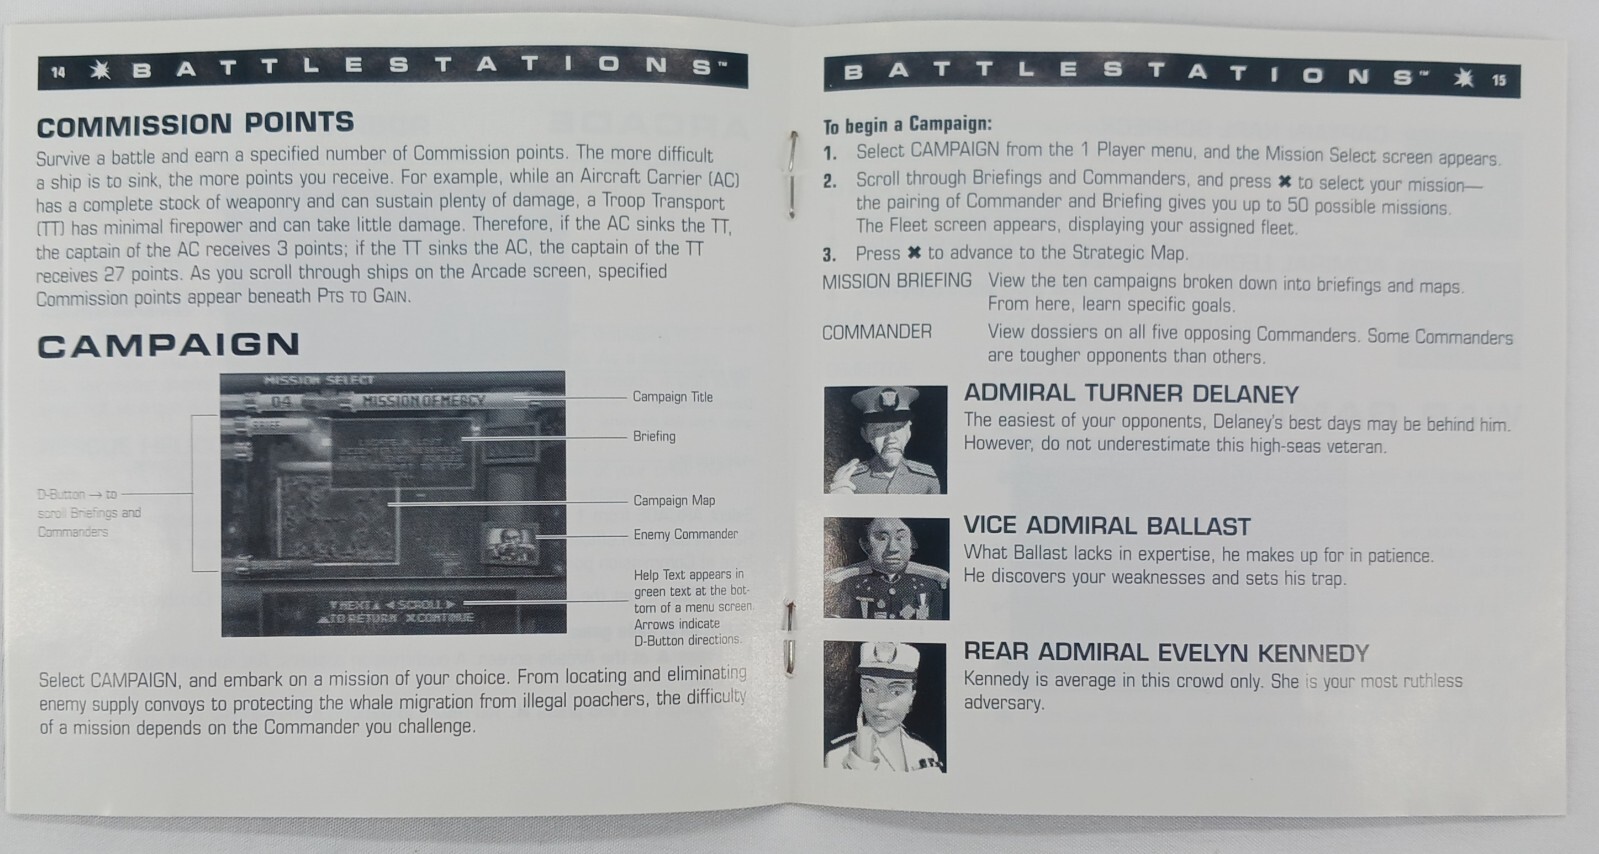 14 BATTLESTATIONS™
COMMISSION POINTS
Survive a battle and earn a specified number of Commission points. The more difficult
a ship is to sink, the more points you receive. For example, while an Aircraft Carrier (AC)
has a complete stock of weaponry and can sustain plenty of damage, a Troop Transport
(TT) has minimal firepower and can take little damage. Therefore, if the AC sinks the TT,
the captain of the AC receives 3 points; if the TT sinks the AC, the captain of the TT
receives 27 points. As you scroll through ships on the Arcade screen, specified
Commission points appear beneath PTS TO GAIN.
CAMPAIGN
MISSION SELECT
04 MISSION OF MERCY
BRIEF
▼NEXT▲ ◄SCROLL►
▲TO RETURN ✖CONTINUE
D-Button → to
scroll Briefings and
Commanders
Campaign Title
Briefing
Campaign Map
Enemy Commander
Help Text appears in
green text at the bot-
tom of a menu screen.
Arrows indicate
D-Button directions.
Select CAMPAIGN, and embark on a mission of your choice. From locating and eliminating
enemy supply convoys to protecting the whale migration from illegal poachers, the difficulty
of a mission depends on the Commander you challenge.
BATTLESTATIONS™ 15
To begin a Campaign:
1. Select CAMPAIGN from the 1 Player menu, and the Mission Select screen appears.
2. Scroll through Briefings and Commanders, and press ✖ to select your mission—
the pairing of Commander and Briefing gives you up to 50 possible missions.
The Fleet screen appears, displaying your assigned fleet.
3. Press ✖ to advance to the Strategic Map.
MISSION BRIEFING View the ten campaigns broken down into briefings and maps.
From here, learn specific goals.
COMMANDER View dossiers on all five opposing Commanders. Some Commanders
are tougher opponents than others.
ADMIRAL TURNER DELANEY
The easiest of your opponents, Delaney's best days may be behind him.
However, do not underestimate this high-seas veteran.
VICE ADMIRAL BALLAST
What Ballast lacks in expertise, he makes up for in patience.
He discovers your weaknesses and sets his trap.
REAR ADMIRAL EVELYN KENNEDY
Kennedy is average in this crowd only. She is your most ruthless
adversary.